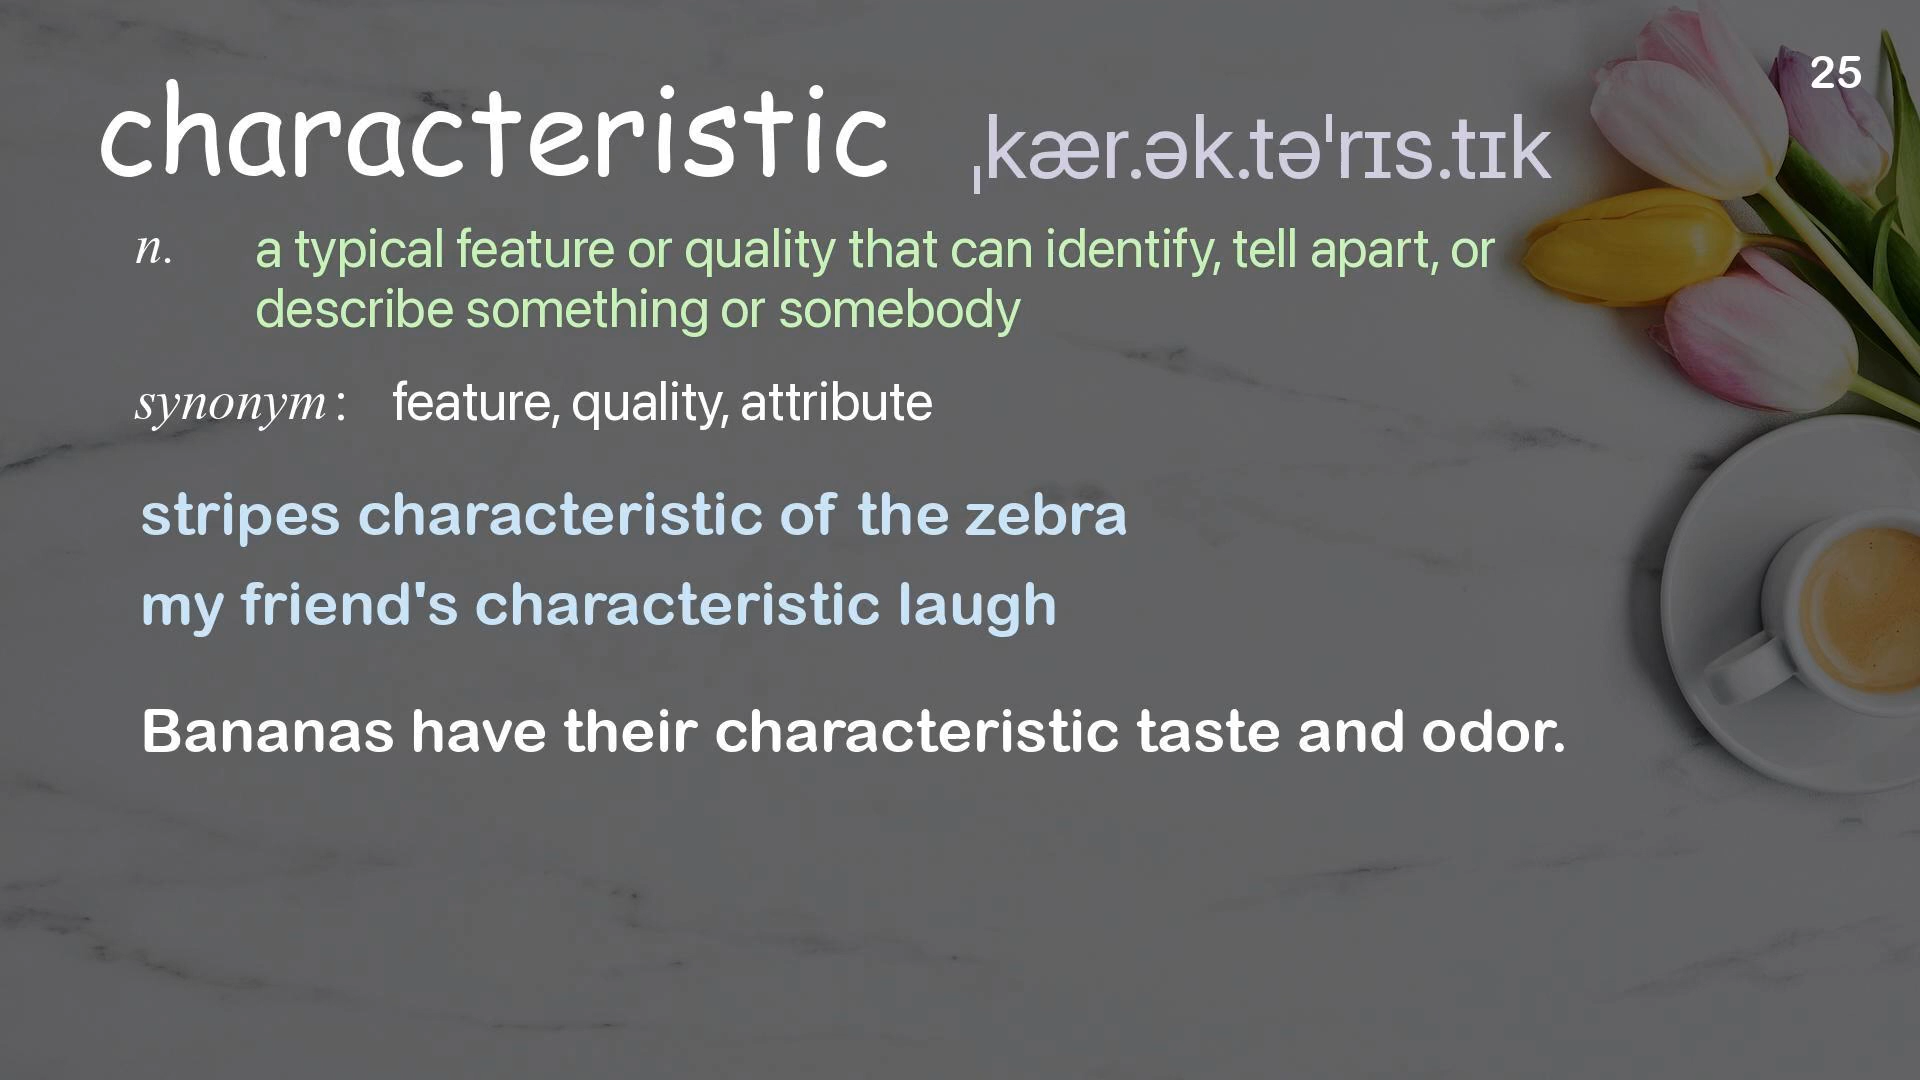 25
characteristic ˌkær.ək.təˈrɪs.tɪk
n. a typical feature or quality that can identify, tell apart, or
describe something or somebody
synonym: feature, quality, attribute
stripes characteristic of the zebra
my friend's characteristic laugh
Bananas have their characteristic taste and odor.